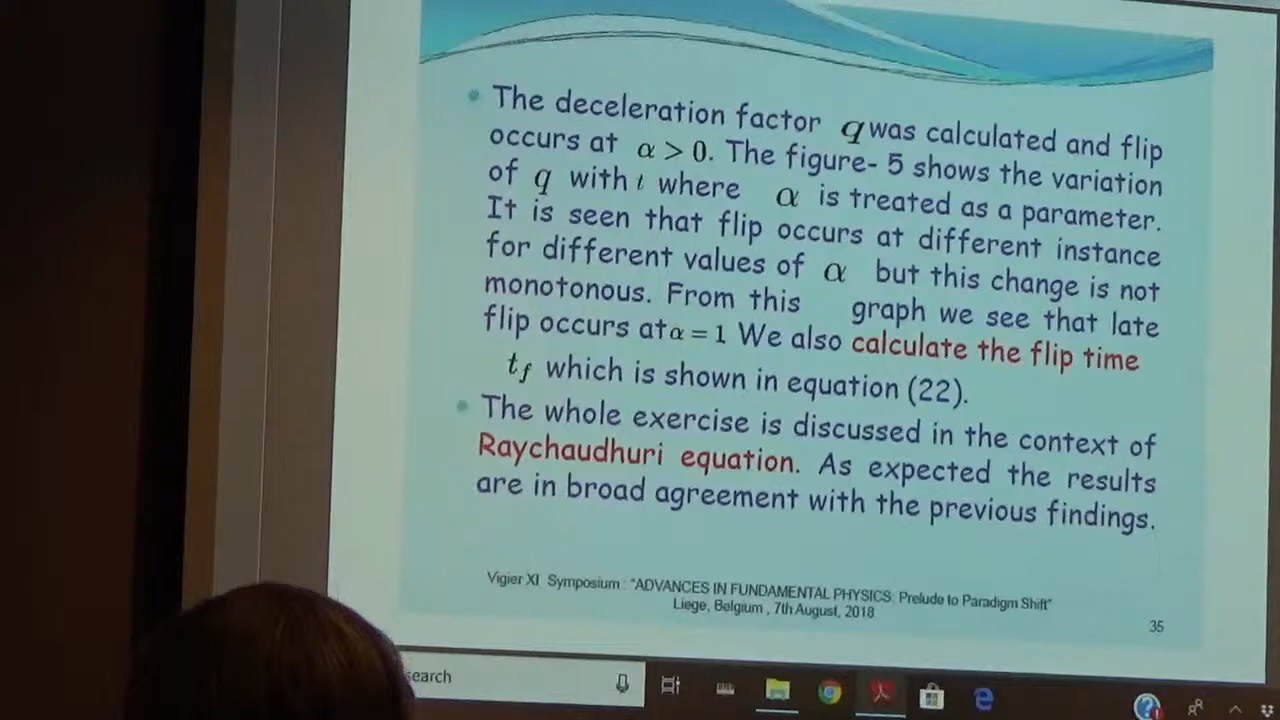 The deceleration factor q was calculated and flip
occurs at α > 0. The figure- 5 shows the variation
of q with t where α is treated as a parameter.
It is seen that flip occurs at different instance
for different values of α but this change is not
monotonous. From this graph we see that late
flip occurs at α = 1 We also calculate the flip time
t_f which is shown in equation (22).
The whole exercise is discussed in the context of
Raychaudhuri equation. As expected the results
are in broad agreement with the previous findings.
Vigier XI Symposium : "ADVANCES IN FUNDAMENTAL PHYSICS: Prelude to Paradigm Shift"
Liege, Belgium , 7th August, 2018
35
search